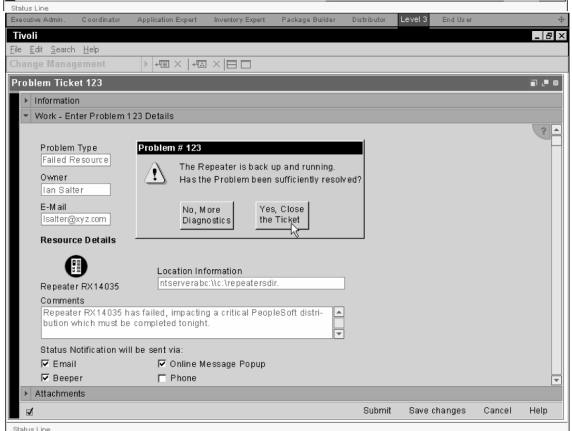 Status Line
Executive Admin. Coordinator Application Expert Inventory Expert Package Builder Distributor Level 3 End User
Tivoli
File Edit Search Help
Change Management
Problem Ticket 123
Information
Work - Enter Problem 123 Details
?
Problem Type
Failed Resource
Owner
Ian Salter
E-Mail
Isalter@xyz.com
Problem # 123
The Repeater is back up and running.
Has the Problem been sufficiently resolved?
No, More
Diagnostics
Yes, Close
the Ticket
Resource Details
Repeater RX14035
Location Information
ntserverabc:\\c:\repeatersdir.
Comments
Repeater RX14035 has failed, impacting a critical PeopleSoft distri-
bution which must be completed tonight.
Status Notification will be sent via:
Email Online Message Popup
Beeper Phone
Attachments
Submit Save changes Cancel Help
Status Line